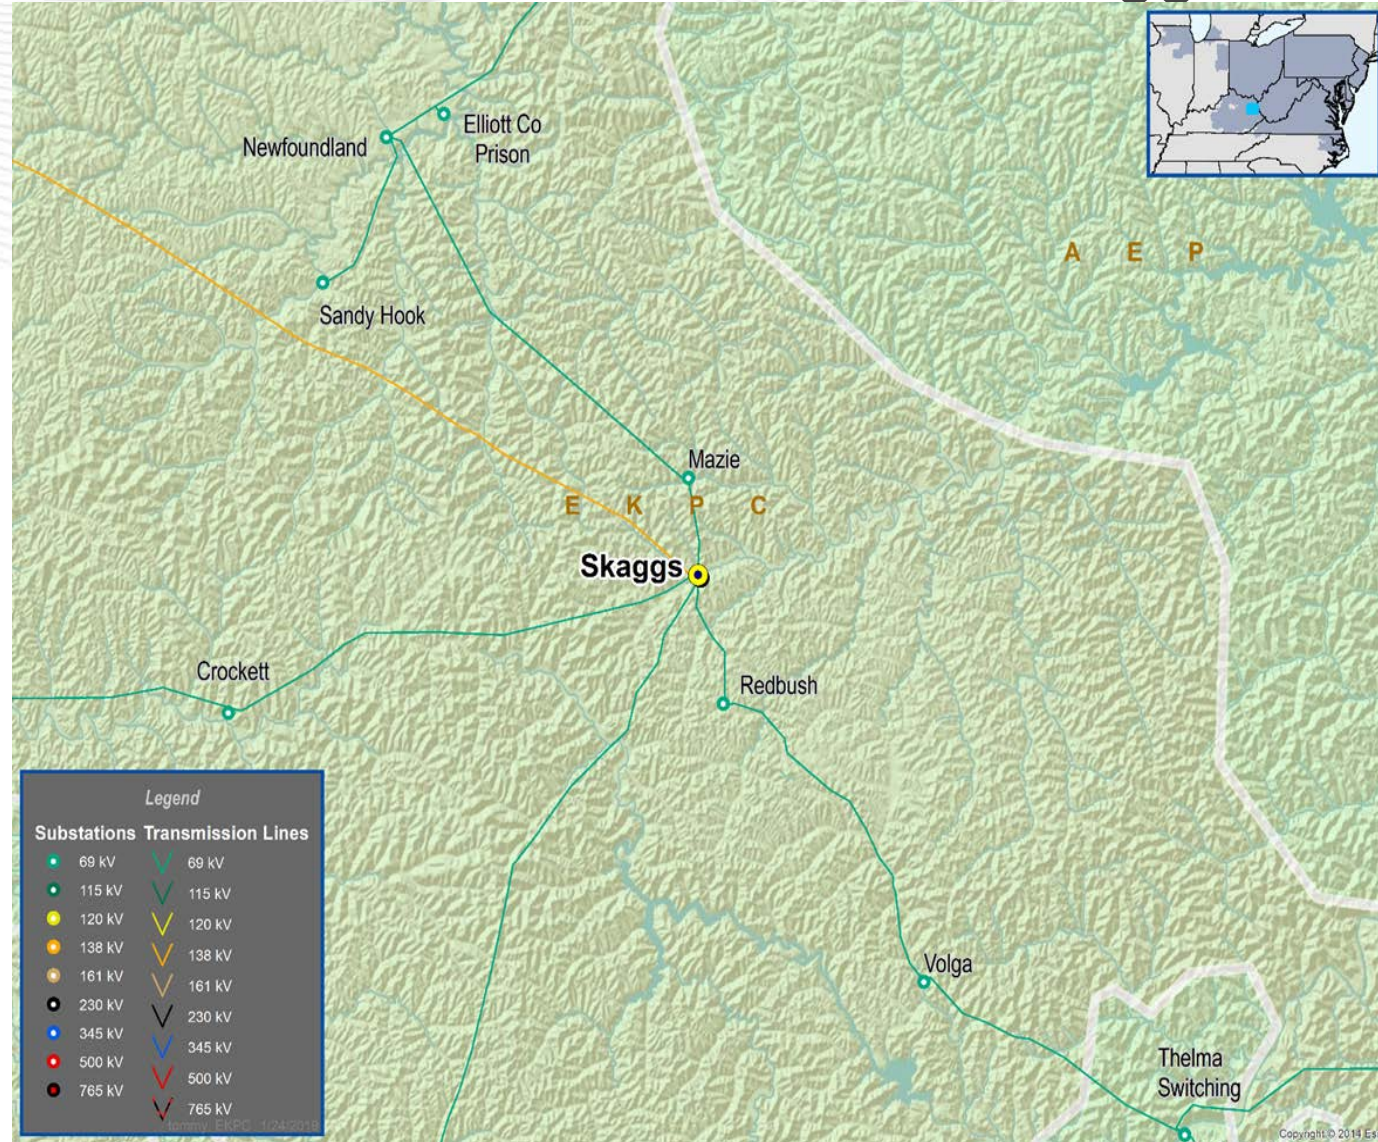 Elliott Co
Prison
Newfoundland
A E P
Sandy Hook
Mazie
E K P C
Skaggs
Crockett
Redbush
Volga
Thelma
Switching
Legend
Substations Transmission Lines
69 kV 69 kV
115 kV 115 kV
120 kV 120 kV
138 kV 138 kV
161 kV 161 kV
230 kV 230 kV
345 kV 345 kV
500 kV 500 kV
765 kV 765 kV
tommy EKPC
Copyright © 2014 Es